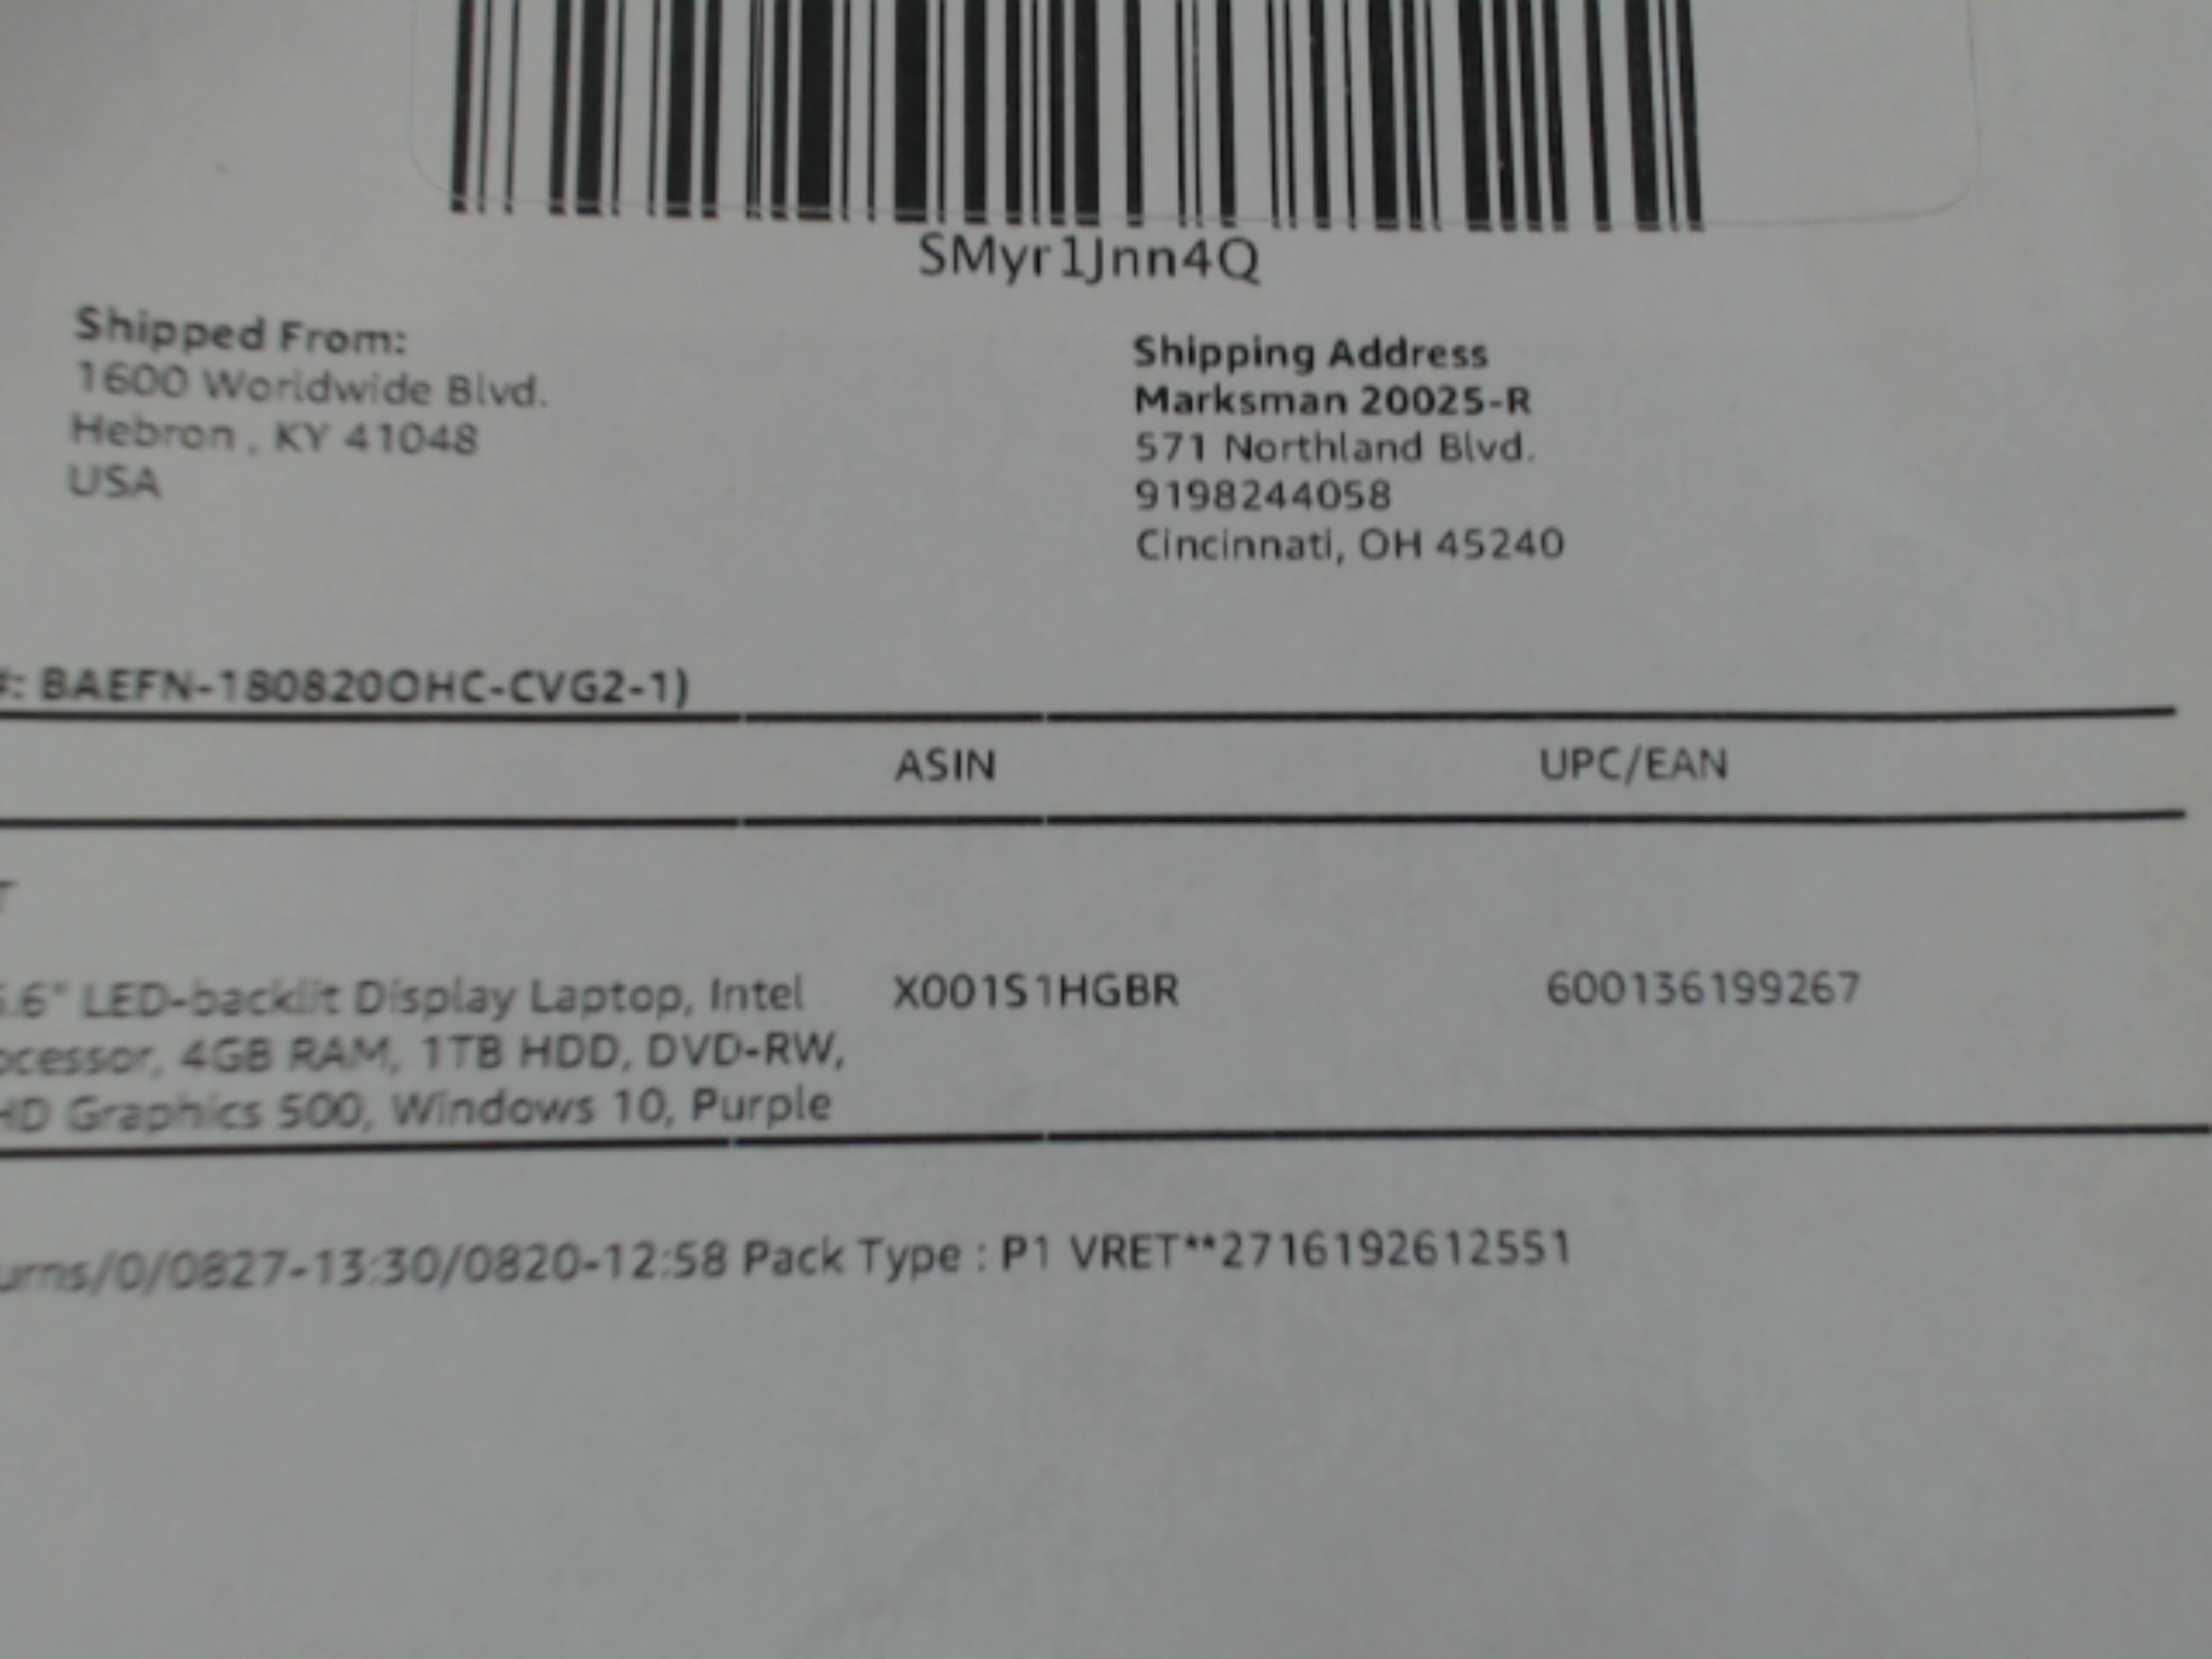 SMyr1Jnn4Q
Shipped From:
1600 Worldwide Blvd.
Hebron , KY 41048
USA
Shipping Address
Marksman 20025-R
571 Northland Blvd.
9198244058
Cincinnati, OH 45240
#: BAEFN-180820OHC-CVG2-1)
ASIN UPC/EAN
T
5.6" LED-backlit Display Laptop, Intel X001S1HGBR 600136199267
ocessor, 4GB RAM, 1TB HDD, DVD-RW,
HD Graphics 500, Windows 10, Purple
urns/0/0827-13:30/0820-12:58 Pack Type : P1 VRET**2716192612551